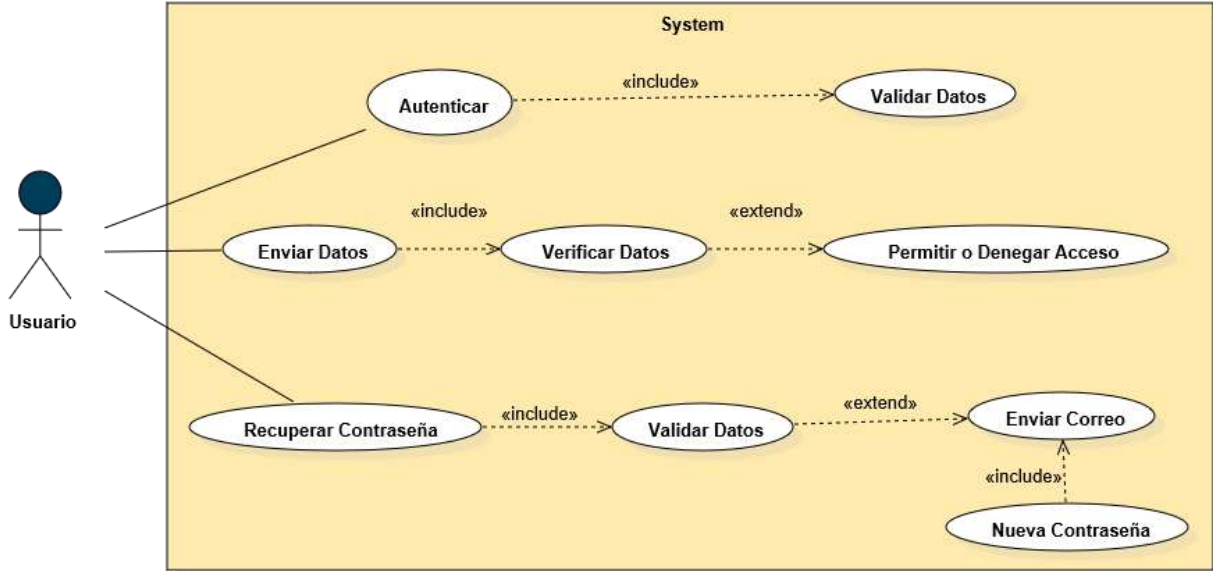 System
«include»
Autenticar
Validar Datos
«include»
«extend»
Enviar Datos
Verificar Datos
Permitir o Denegar Acceso
Usuario
«include»
«extend»
Recuperar Contraseña
Validar Datos
Enviar Correo
«include»
Nueva Contraseña